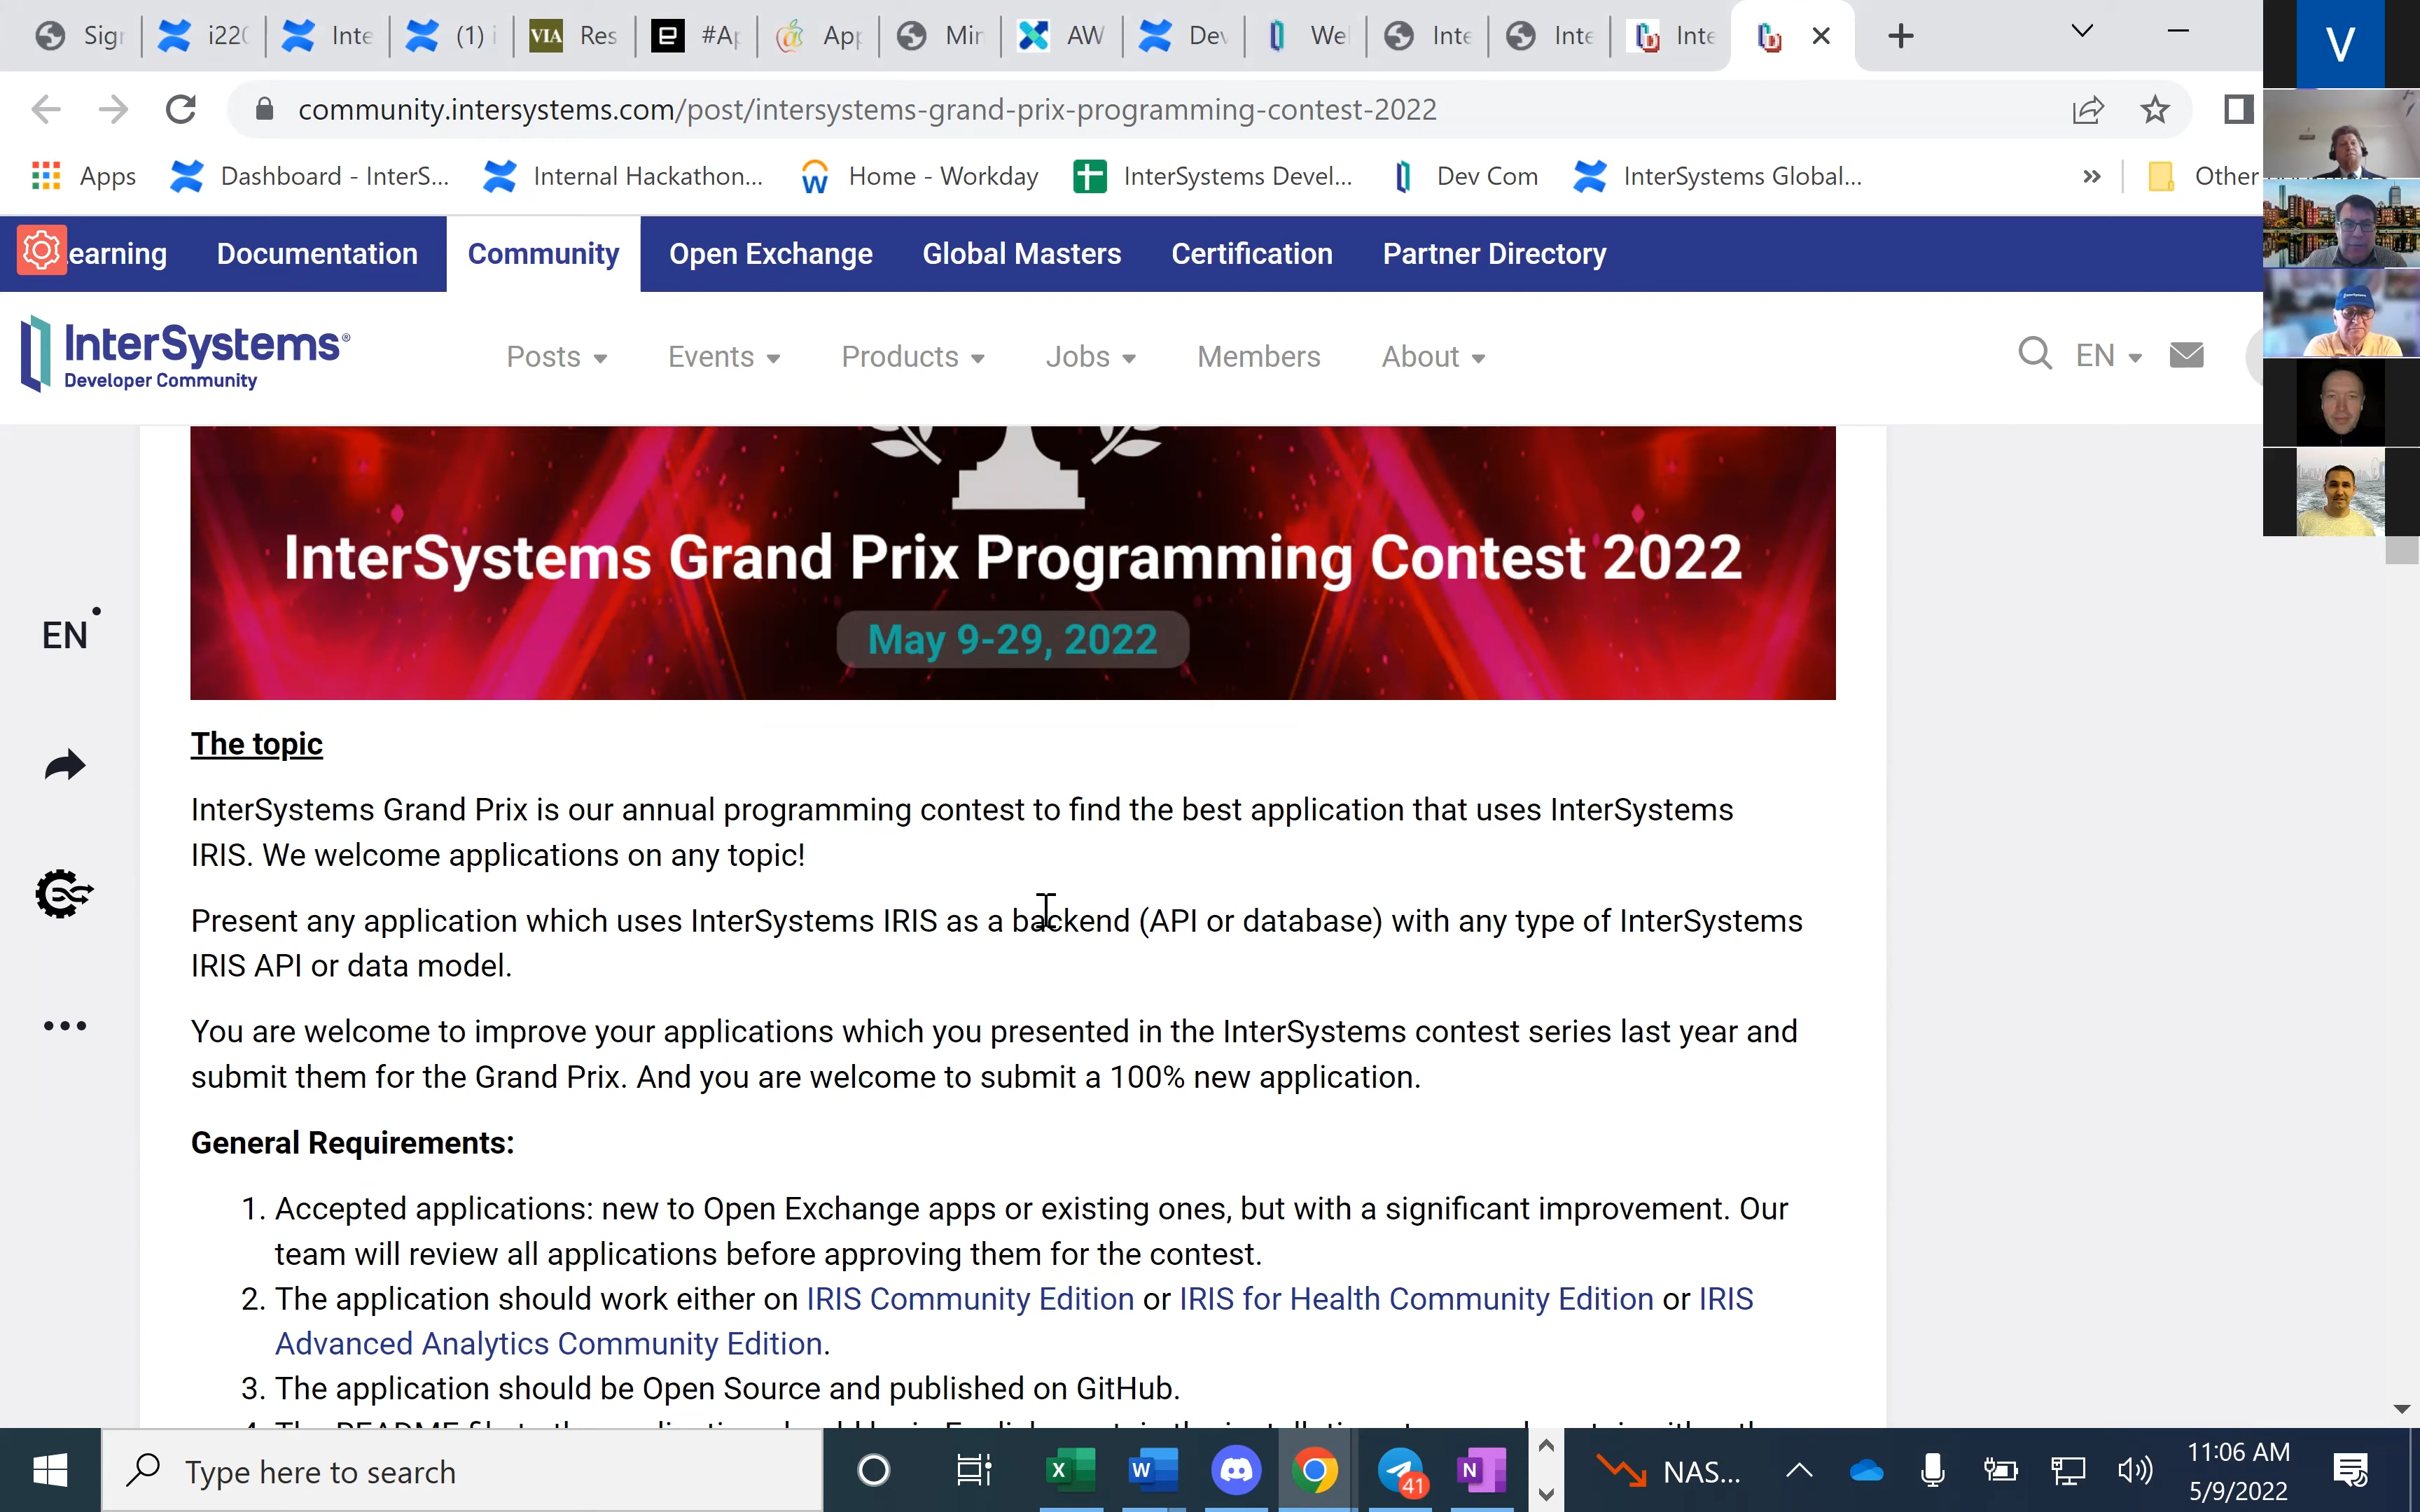 Sign
i220
Inte
(1) i
VIA
Res
#Ap
App
Min
AW
Dev
We
Inte
Inte
Inte
V
community.intersystems.com/post/intersystems-grand-prix-programming-contest-2022
Apps
Dashboard - InterS...
Internal Hackathon...
Home - Workday
InterSystems Devel...
Dev Com
InterSystems Global...
»
Other
earning
Documentation
Community
Open Exchange
Global Masters
Certification
Partner Directory
InterSystems®
Developer Community
Posts
Events
Products
Jobs
Members
About
EN
InterSystems Grand Prix Programming Contest 2022
May 9-29, 2022
EN
The topic
InterSystems Grand Prix is our annual programming contest to find the best application that uses InterSystems
IRIS. We welcome applications on any topic!
Present any application which uses InterSystems IRIS as a backend (API or database) with any type of InterSystems
IRIS API or data model.
You are welcome to improve your applications which you presented in the InterSystems contest series last year and
submit them for the Grand Prix. And you are welcome to submit a 100% new application.
General Requirements:
1. Accepted applications: new to Open Exchange apps or existing ones, but with a significant improvement. Our
team will review all applications before approving them for the contest.
2. The application should work either on IRIS Community Edition or IRIS for Health Community Edition or IRIS
Advanced Analytics Community Edition.
3. The application should be Open Source and published on GitHub.
Type here to search
41
NAS...
11:06 AM
5/9/2022